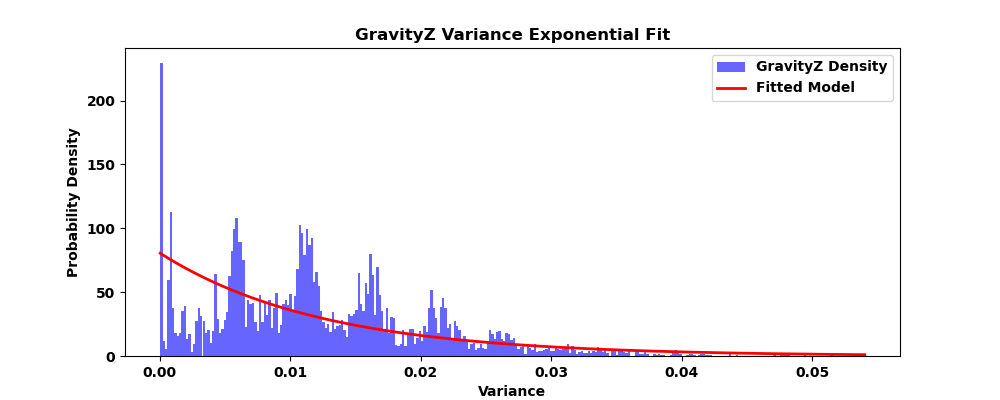 GravityZ Variance Exponential Fit
GravityZ Density
Fitted Model
Probability Density
200
150
100
50
0
0.00 0.01 0.02 0.03 0.04 0.05
Variance